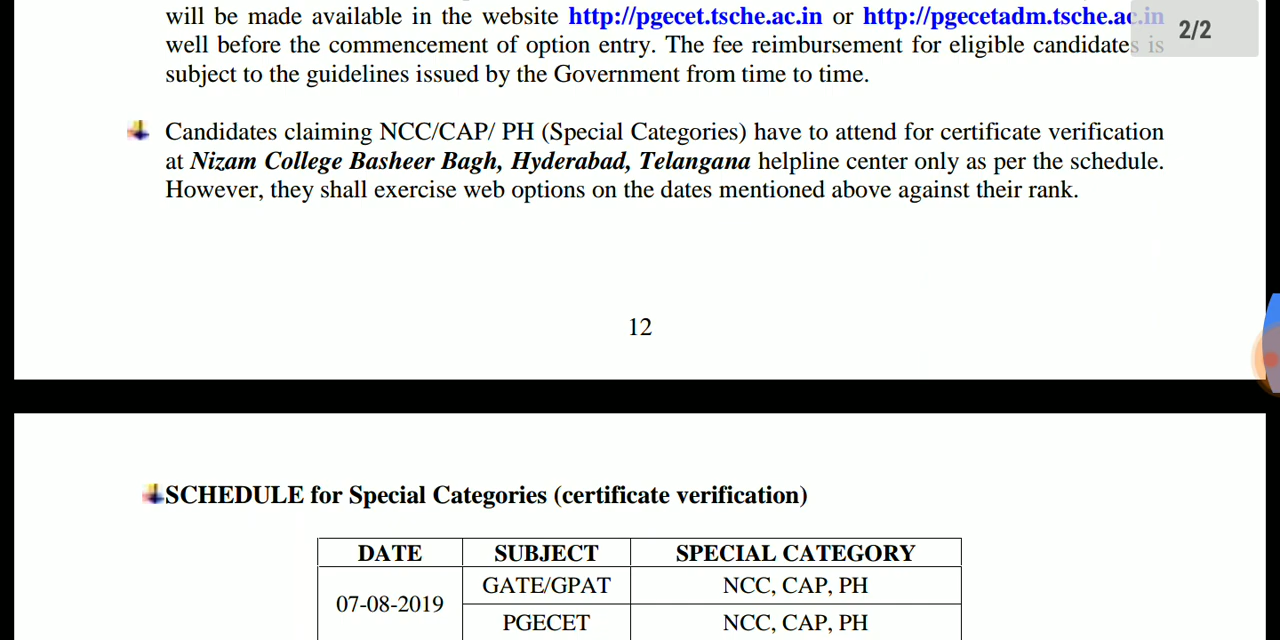 will be made available in the website http://pgecet.tsche.ac.in or http://pgecetadm.tsche.ac.in
2/2
well before the commencement of option entry. The fee reimbursement for eligible candidates is
subject to the guidelines issued by the Government from time to time.
Candidates claiming NCC/CAP/ PH (Special Categories) have to attend for certificate verification
at Nizam College Basheer Bagh, Hyderabad, Telangana helpline center only as per the schedule.
However, they shall exercise web options on the dates mentioned above against their rank.
12
SCHEDULE for Special Categories (certificate verification)
DATE SUBJECT SPECIAL CATEGORY
07-08-2019 GATE/GPAT NCC, CAP, PH
PGECET NCC, CAP, PH